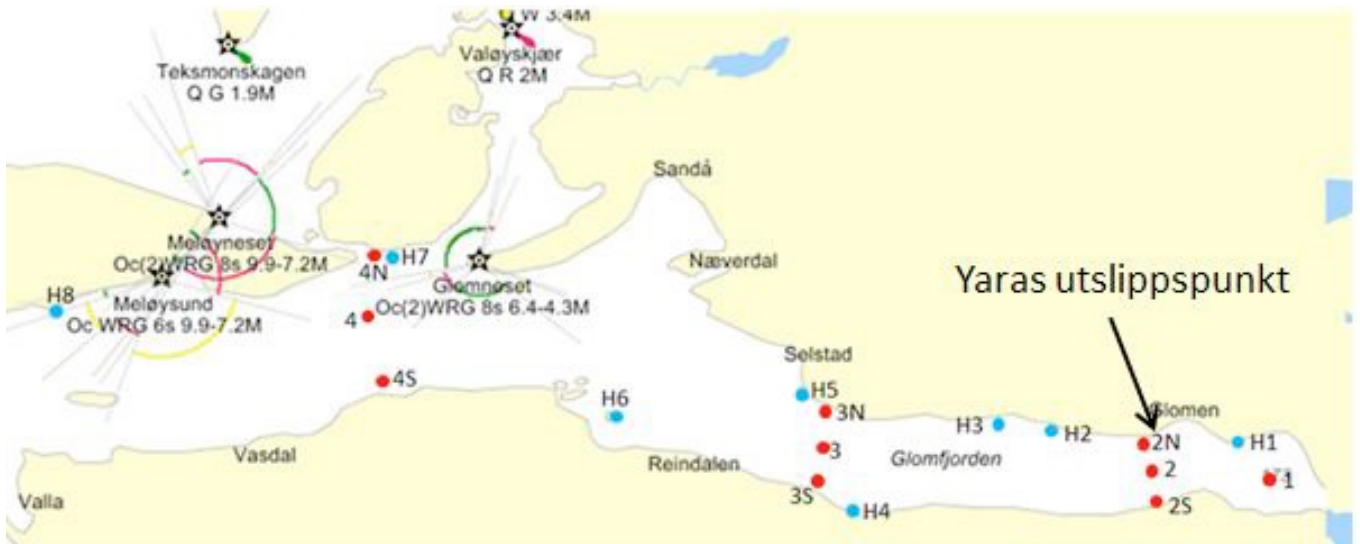 W 3.4M
Valøyskjær
Q R 2M
Teksmonskagen
Q G 1.9M
Sandå
Meløyneset
Oc(2)WRG 8s 9.9-7.2M
4N
H7
Glomneset
Oc(2)WRG 8s 6.4-4.3M
Næverdal
Yaras utslippspunkt
H8
Meløysund
Oc WRG 6s 9.9-7.2M
4
Selstad
4S
H5
H6
3N
Glomen
H3
H2
2N
H1
Vasdal
Reindalen
3
Glomfjorden
2
1
Valla
3S
H4
2S